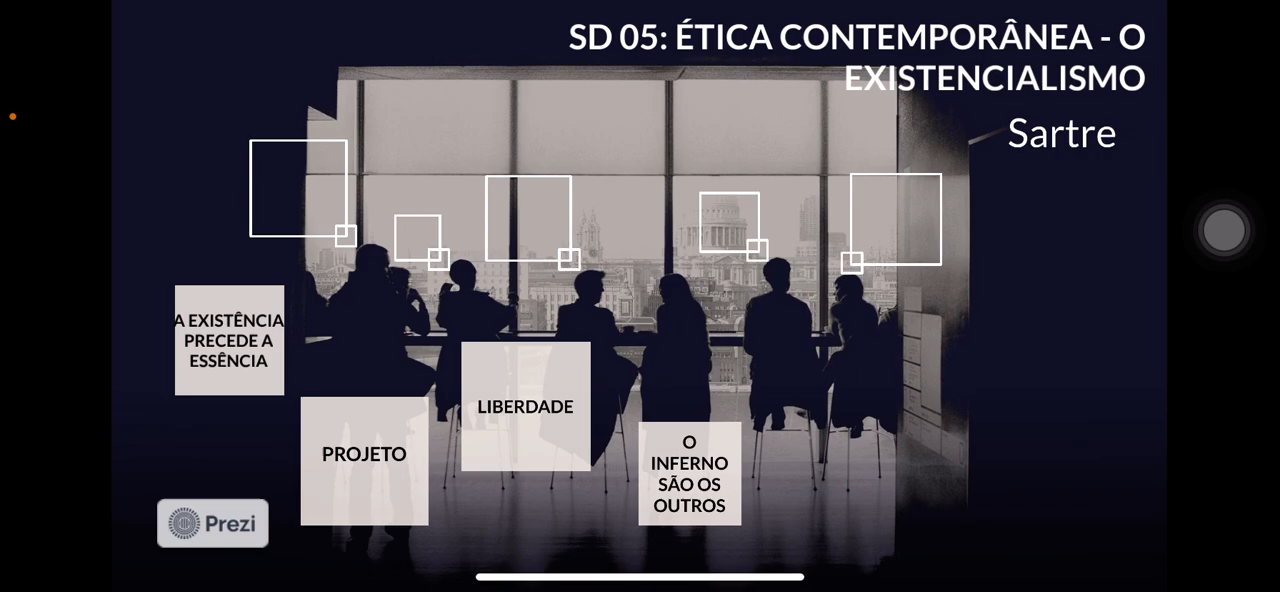 SD 05: ÉTICA CONTEMPORÂNEA - O
EXISTENCIALISMO
Sartre
A EXISTÊNCIA
PRECEDE A
ESSÊNCIA
PROJETO
LIBERDADE
O
INFERNO
SÃO OS
OUTROS
Prezi